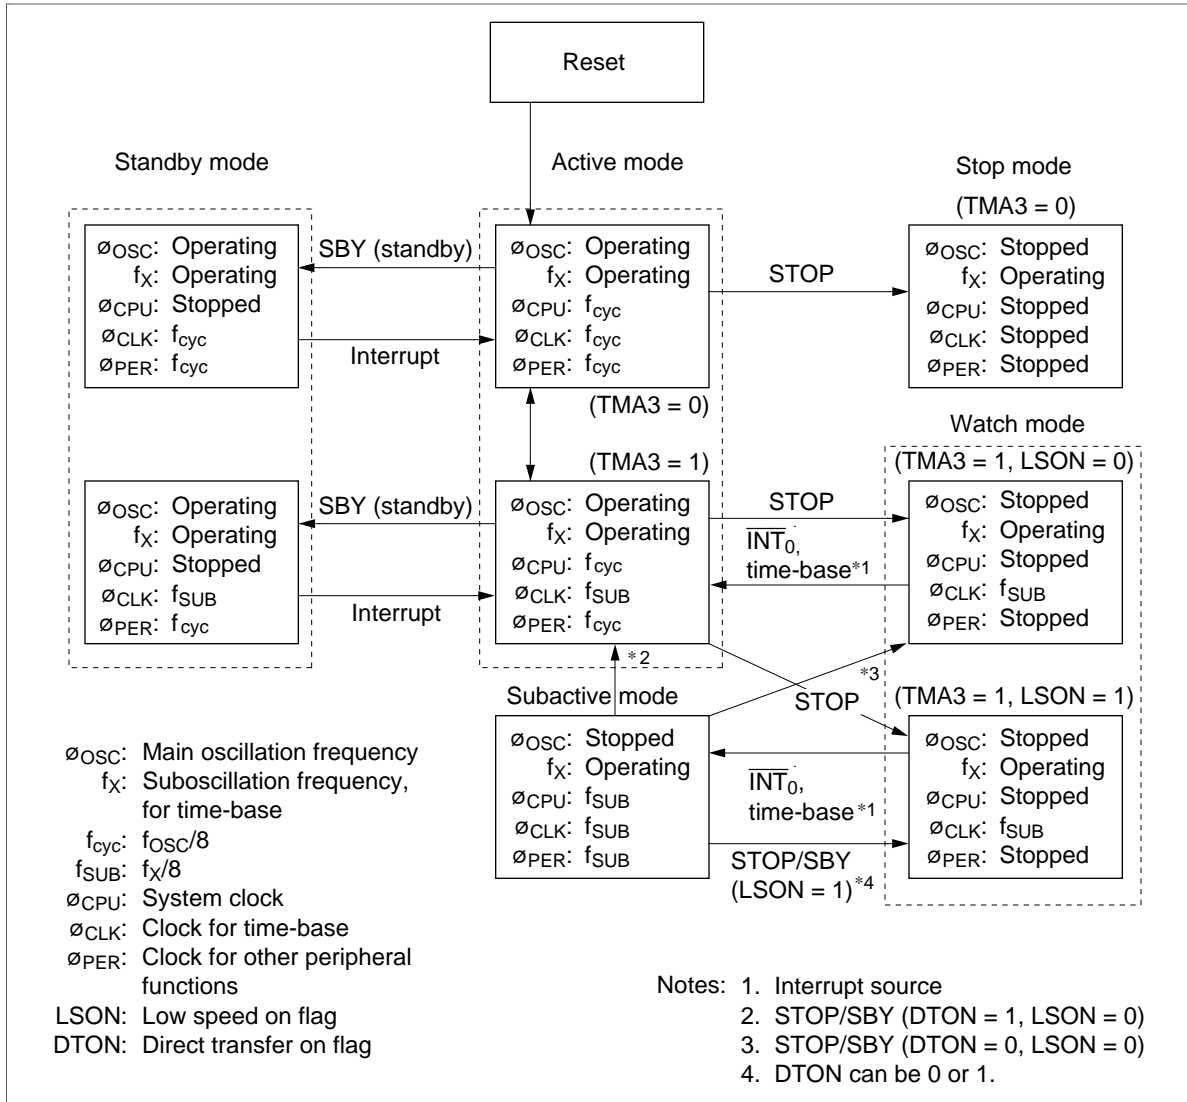 Reset
Standby mode
Active mode
Stop mode
(TMA3 = 0)
øOSC: Operating
fX: Operating
øCPU: Stopped
øCLK: fcyc
øPER: fcyc
SBY (standby)
Interrupt
øOSC: Operating
fX: Operating
øCPU: fcyc
øCLK: fcyc
øPER: fcyc
(TMA3 = 0)
STOP
øOSC: Stopped
fX: Operating
øCPU: Stopped
øCLK: Stopped
øPER: Stopped
Watch mode
(TMA3 = 1)
(TMA3 = 1, LSON = 0)
øOSC: Operating
fX: Operating
øCPU: Stopped
øCLK: fSUB
øPER: fcyc
SBY (standby)
Interrupt
øOSC: Operating
fX: Operating
øCPU: fcyc
øCLK: fSUB
øPER: fcyc
STOP
INT0,
time-base*1
øOSC: Stopped
fX: Operating
øCPU: Stopped
øCLK: fSUB
øPER: Stopped
*2
*3
Subactive mode
STOP
(TMA3 = 1, LSON = 1)
øOSC: Stopped
fX: Operating
øCPU: fSUB
øCLK: fSUB
øPER: fSUB
INT0,
time-base*1
STOP/SBY
(LSON = 1)*4
øOSC: Stopped
fX: Operating
øCPU: Stopped
øCLK: fSUB
øPER: Stopped
øOSC: Main oscillation frequency
fX: Suboscillation frequency,
for time-base
fcyc: fOSC/8
fSUB: fX/8
øCPU: System clock
øCLK: Clock for time-base
øPER: Clock for other peripheral
functions
LSON: Low speed on flag
DTON: Direct transfer on flag
Notes: 1. Interrupt source
2. STOP/SBY (DTON = 1, LSON = 0)
3. STOP/SBY (DTON = 0, LSON = 0)
4. DTON can be 0 or 1.